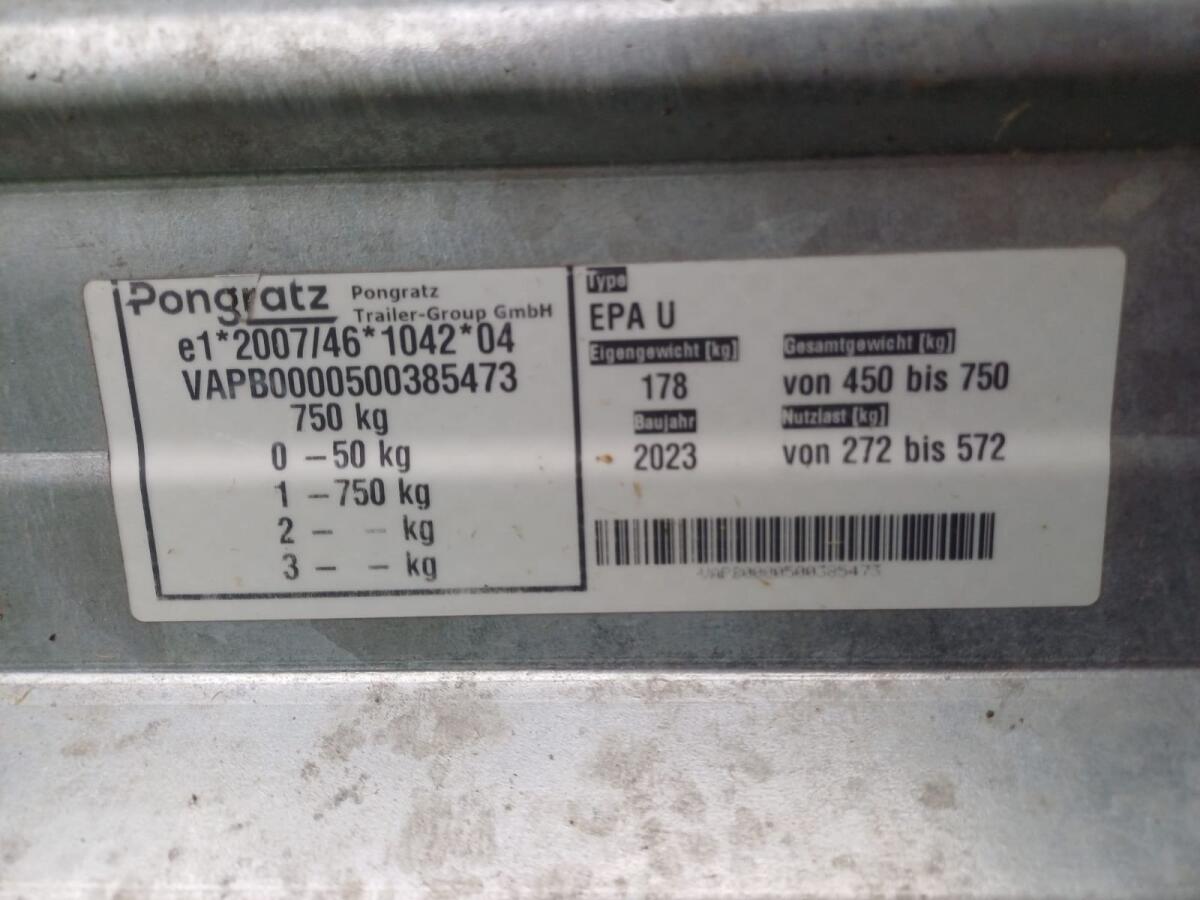 Pongratz
Pongratz
Trailer-Group GmbH
e1*2007/46*1042*04
VAPB0000500385473
750 kg
0 – 50 kg
1 – 750 kg
2 – – kg
3 – – kg
Type
EPA U
Eigengewicht [kg]
178
Gesamtgewicht [kg]
von 450 bis 750
Baujahr
2023
Nutzlast [kg]
von 272 bis 572
VAPB0000500385473